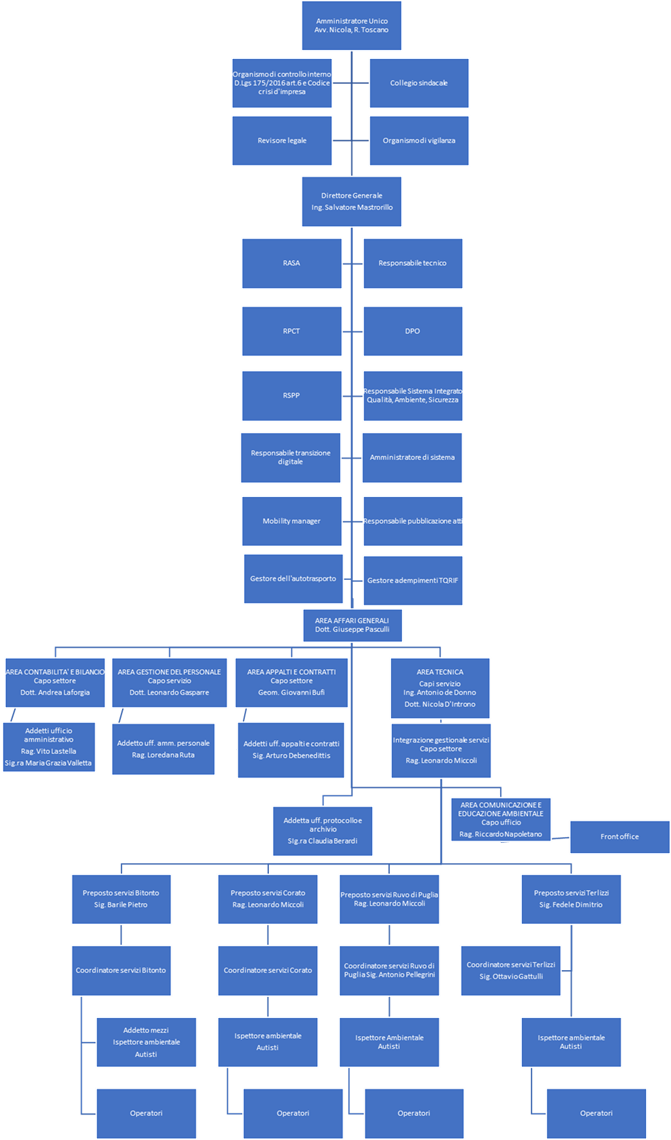 Amministratore Unico
Avv. Nicola, R. Toscano
Organismo di controllo interno
D.Lgs 175/2016 art.6 e Codice
crisi d'impresa
Collegio sindacale
Revisore legale
Organismo di vigilanza
Direttore Generale
Ing. Salvatore Mastrorillo
RASA
Responsabile tecnico
RPCT
DPO
RSPP
Responsabile Sistema Integrato
Qualità, Ambiente, Sicurezza
Responsabile transizione
digitale
Amministratore di sistema
Mobility manager
Responsabile pubblicazione atti
Gestore dell'autotrasporto
Gestore adempimenti TQRIF
AREA AFFARI GENERALI
Dott. Giuseppe Pasculli
AREA CONTABILITA' E BILANCIO
Capo settore
Dott. Andrea Laforgia
AREA GESTIONE DEL PERSONALE
Capo servizio
Dott. Leonardo Gasparre
AREA APPALTI E CONTRATTI
Capo settore
Geom. Giovanni Bufi
AREA TECNICA
Capi servizio
Ing. Antonio de Donno
Dott. Nicola D'Introno
Addetti ufficio
amministrativo
Rag. Vito Lastella
Sig.ra Maria Grazia Valletta
Addetto uff. amm. personale
Rag. Loredana Ruta
Addetti uff. appalti e contratti
Sig. Arturo Debenedittis
Integrazione gestionale servizi
Capo settore
Rag. Leonardo Miccoli
Addetta uff. protocollo e
archivio
SIg.ra Claudia Berardi
AREA COMUNICAZIONE E
EDUCAZIONE AMBIENTALE
Capo ufficio
Rag. Riccardo Napoletano
Front office
Preposto servizi Bitonto
Sig. Barile Pietro
Preposto servizi Corato
Rag. Leonardo Miccoli
Preposto servizi Ruvo di Puglia
Rag. Leonardo Miccoli
Preposto servizi Terlizzi
Sig. Fedele Dimitrio
Coordinatore servizi Bitonto
Coordinatore servizi Corato
Coordinatore servizi Ruvo di
Puglia Sig. Antonio Pellegrini
Coordinatore servizi Terlizzi
Sig. Ottavio Gattulli
Addetto mezzi
Ispettore ambientale
Autisti
Ispettore ambientale
Autisti
Ispettore Ambientale
Autisti
Ispettore ambientale
Autisti
Operatori
Operatori
Operatori
Operatori